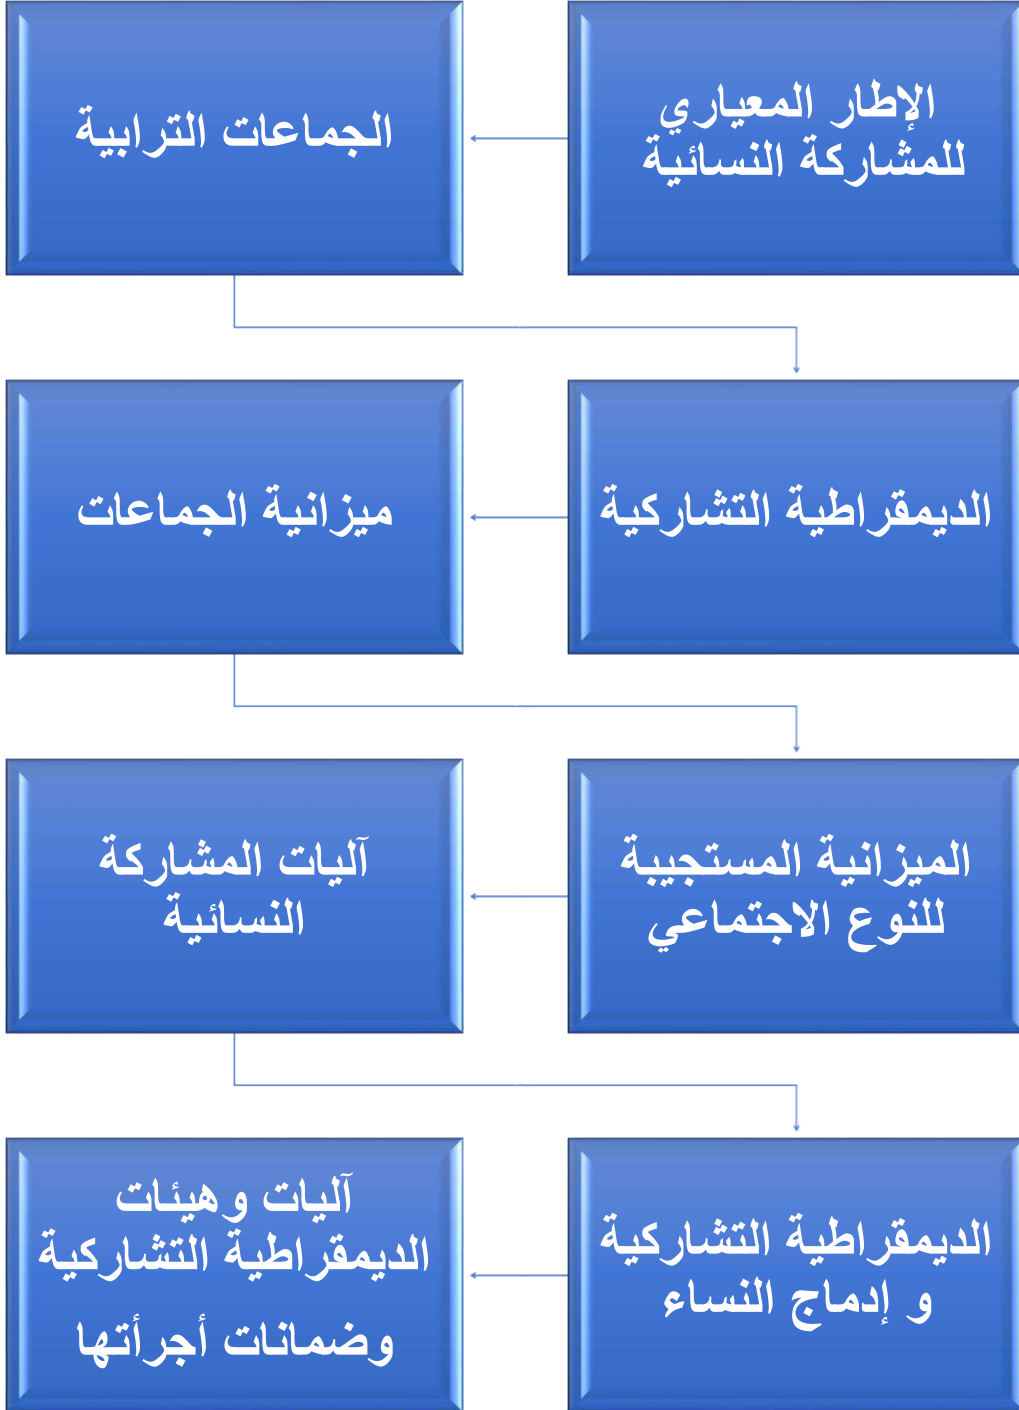 الإطار المعياري
للمشاركة النسائية
الجماعات الترابية
الديمقراطية التشاركية
ميزانية الجماعات
الميزانية المستجيبة
للنوع الاجتماعي
آليات المشاركة
النسائية
الديمقراطية التشاركية
و إدماج النساء
آليات وهيئات
الديمقراطية التشاركية
وضمانات أجرأتها